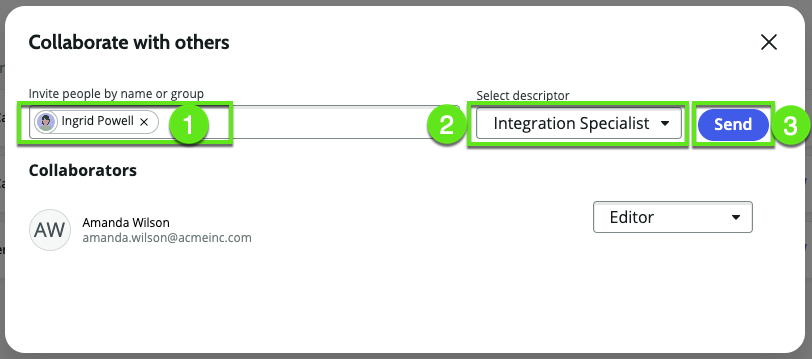 Collaborate with others
Invite people by name or group
Select descriptor
Ingrid Powell
1
2
Integration Specialist
Send
3
Collaborators
AW
Amanda Wilson
amanda.wilson@acmeinc.com
Editor